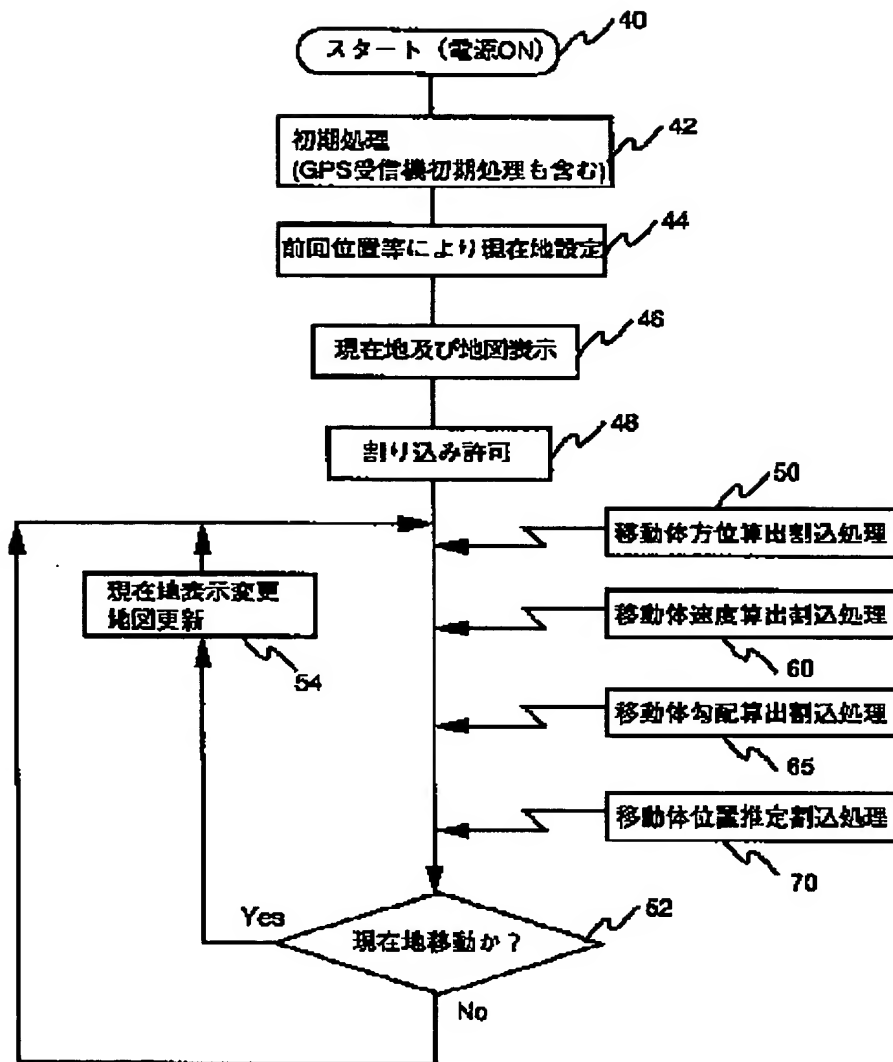 スタート（電源ON）
40
初期処理
(GPS受信機初期処理も含む)
42
前回位置等により現在地設定
44
現在地及び地図表示
46
割り込み許可
48
50
移動体方位算出割込処理
現在地表示変更
地図更新
54
移動体速度算出割込処理
60
移動体勾配算出割込処理
65
移動体位置推定割込処理
70
Yes
現在地移動か？
52
No